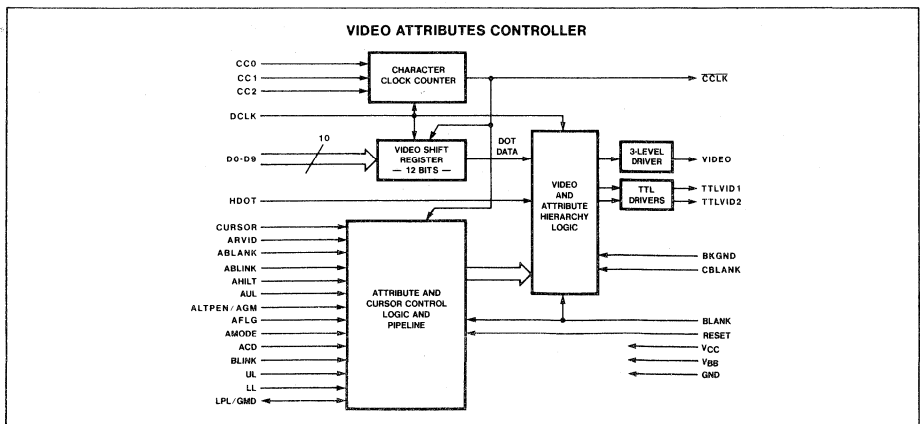 VIDEO ATTRIBUTES CONTROLLER
CC0
CC1
CC2
CHARACTER
CLOCK COUNTER
CCLK
DCLK
10
D0-D9
VIDEO SHIFT
REGISTER
— 12 BITS —
DOT
DATA
HDOT
VIDEO
AND
ATTRIBUTE
HIERARCHY
LOGIC
3-LEVEL
DRIVER
VIDEO
TTL
DRIVERS
TTLVID1
TTLVID2
CURSOR
ARVID
ABLANK
ABLINK
AHILT
AUL
ALTPEN/AGM
AFLG
AMODE
ACD
BLINK
UL
LL
LPL/GMD
ATTRIBUTE AND
CURSOR CONTROL
LOGIC AND
PIPELINE
BKGND
CBLANK
BLANK
RESET
VCC
VBB
GND